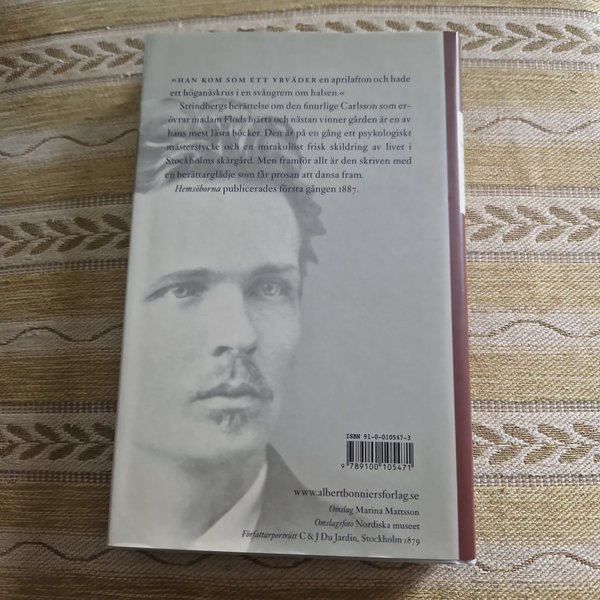 »HAN KOM SOM ETT YRVÄDER en aprilafton och hade
ett höganäskrus i en svångrem om halsen.«
Strindbergs berättelse om den finurlige Carlsson som er-
övrar madam Flods hjärta och nästan vinner gården är en av
hans mest lästa böcker. Den är på en gång ett psykologiskt
mästerstycke och en mirakulöst frisk skildring av livet i
Stockholms skärgård. Men framför allt är den skriven med
en berättarglädje som får prosan att dansa fram.
Hemsöborna publicerades första gången 1887.
ISBN 91-0-010547-3
9 789100 105471
www.albertbonniersforlag.se
Omslag Marina Mattsson
Omslagsfoto Nordiska museet
Författarporträtt C & J Du Jardin, Stockholm 1879